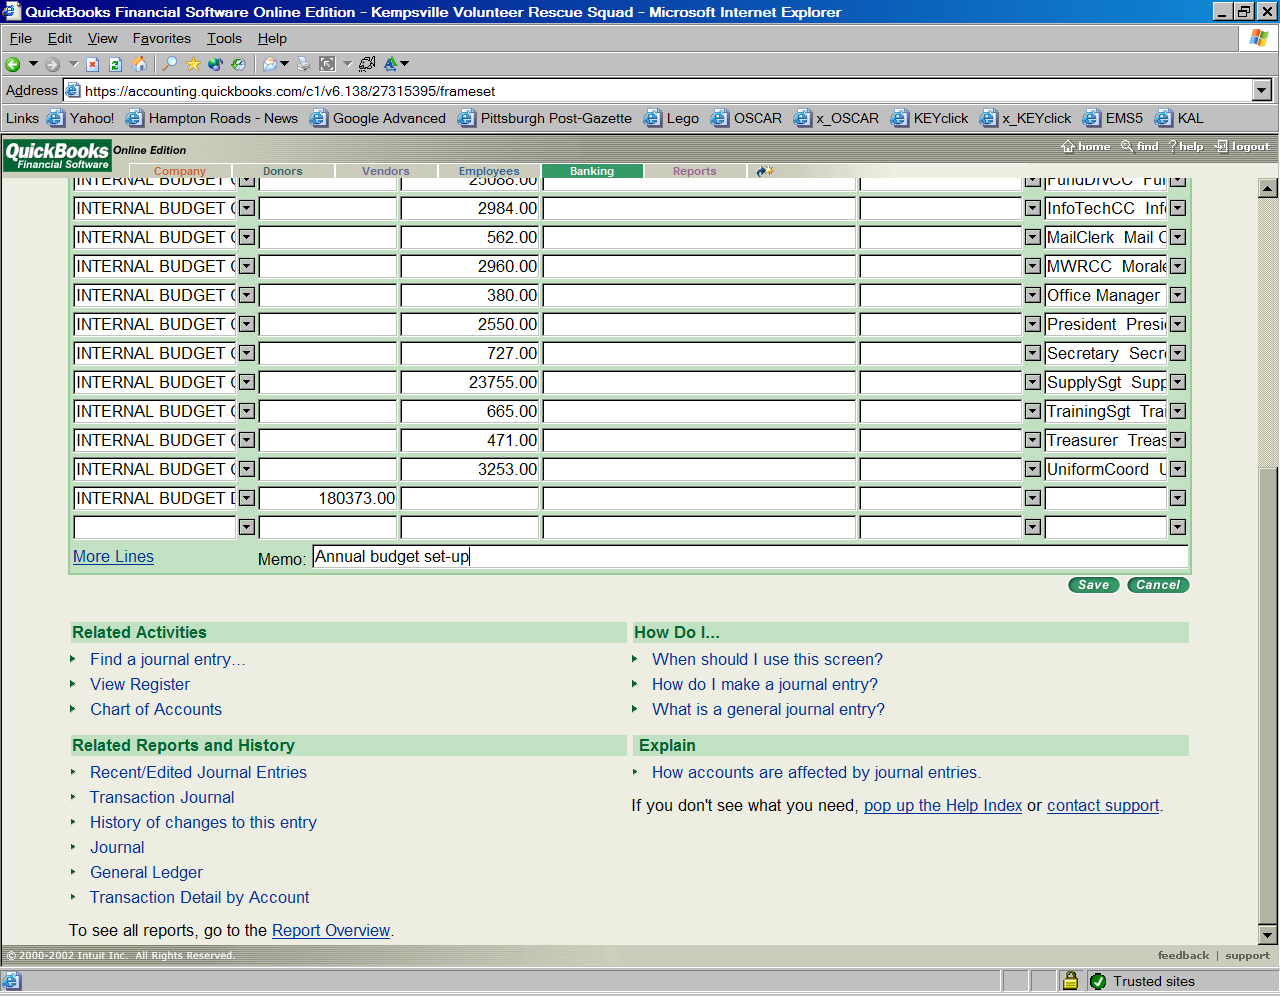 QuickBooks Financial Software Online Edition - Kempsville Volunteer Rescue Squad - Microsoft Internet Explorer
File Edit View Favorites Tools Help
Address https://accounting.quickbooks.com/c1/v6.138/27315395/frameset
Links Yahoo! Hampton Roads - News Google Advanced Pittsburgh Post-Gazette Lego OSCAR x_OSCAR KEYclick x_KEYclick EMS5 KAL
QuickBooks Online Edition home find ? help logout
Financial Software
Company Donors Vendors Employees Banking Reports
INTERNAL BUDGET C 25088.00 FundDivCC Fu
INTERNAL BUDGET C 2984.00 InfoTechCC Inf
INTERNAL BUDGET C 562.00 MailClerk Mail C
INTERNAL BUDGET C 2960.00 MWRCC Morale
INTERNAL BUDGET C 380.00 Office Manager
INTERNAL BUDGET C 2550.00 President Presi
INTERNAL BUDGET C 727.00 Secretary Secr
INTERNAL BUDGET C 23755.00 SupplySgt Supp
INTERNAL BUDGET C 665.00 TrainingSgt Trai
INTERNAL BUDGET C 471.00 Treasurer Treas
INTERNAL BUDGET C 3253.00 UniformCoord U
INTERNAL BUDGET D 180373.00
More Lines Memo: Annual budget set-up
Save Cancel
Related Activities
Find a journal entry...
View Register
Chart of Accounts
How Do I...
When should I use this screen?
How do I make a journal entry?
What is a general journal entry?
Related Reports and History
Recent/Edited Journal Entries
Transaction Journal
History of changes to this entry
Journal
General Ledger
Transaction Detail by Account
To see all reports, go to the Report Overview.
Explain
How accounts are affected by journal entries.
If you don't see what you need, pop up the Help Index or contact support.
© 2000-2002 Intuit Inc. All Rights Reserved. feedback | support
Trusted sites